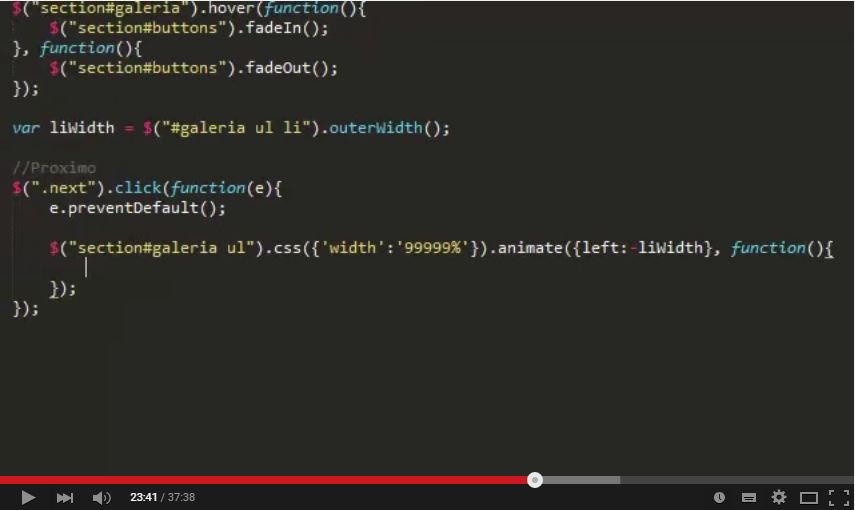 $("section#galeria").hover(function(){
    $("section#buttons").fadeIn();
}, function(){
    $("section#buttons").fadeOut();
});
var liWidth = $("#galeria ul li").outerWidth();
//Proximo
$(".next").click(function(e){
    e.preventDefault();
    $("section#galeria ul").css({'width':'99999%'}).animate({left:-liWidth}, function(){
    });
});
23:41 / 37:38